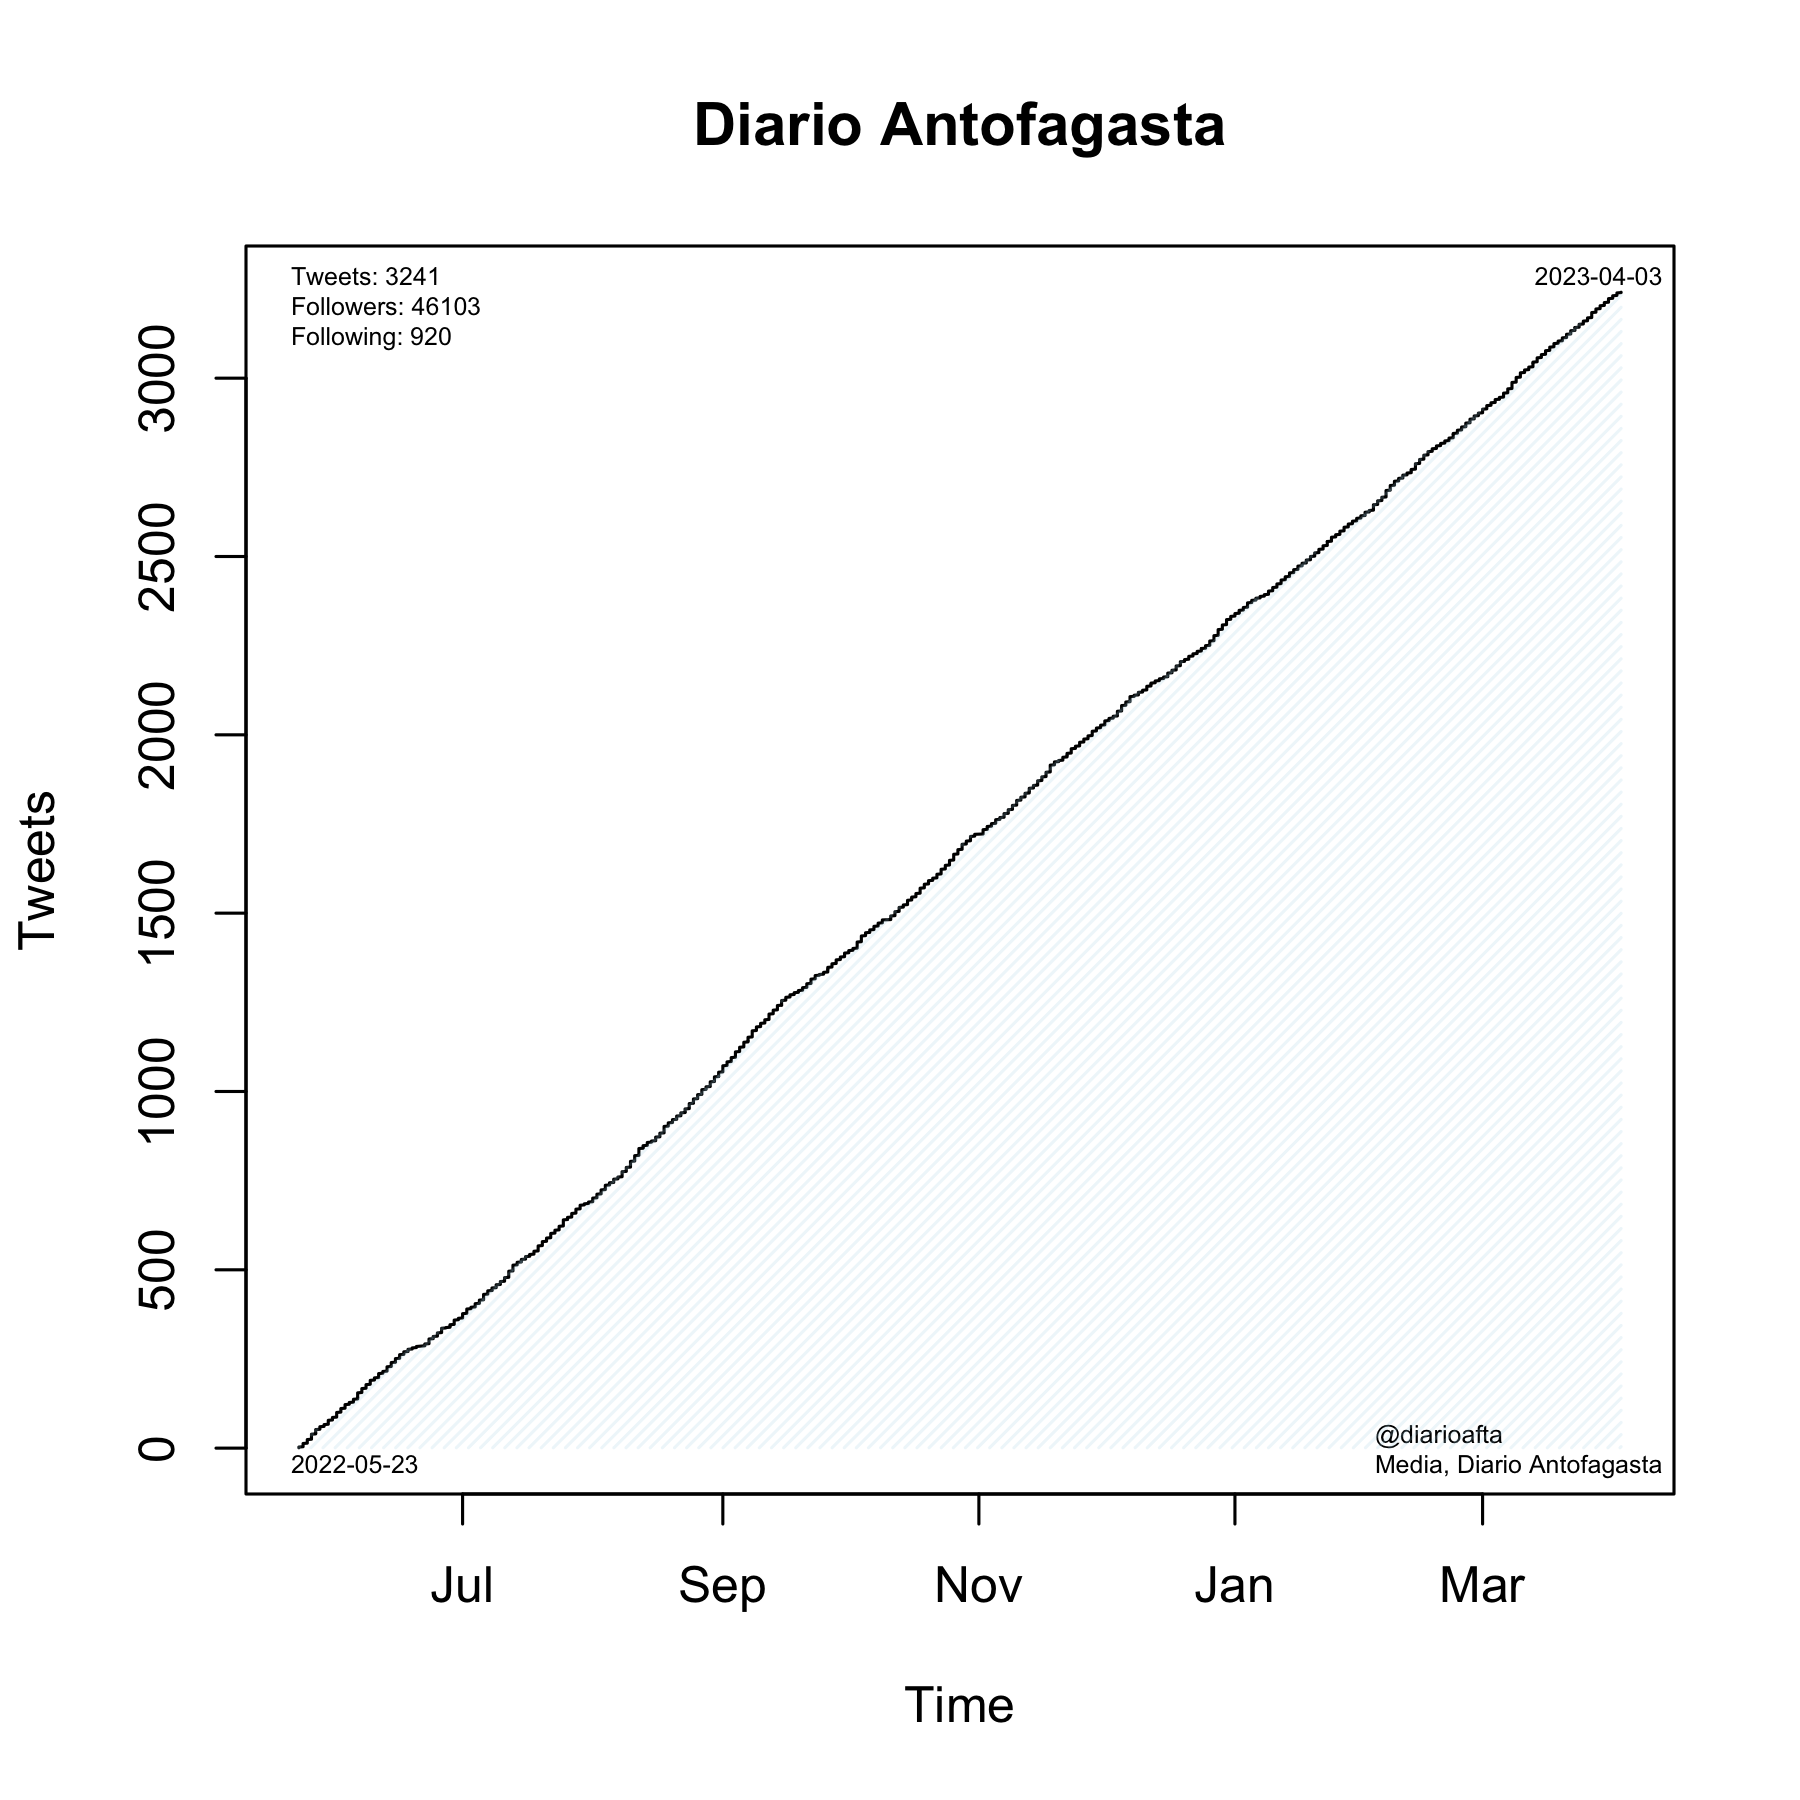 Diario Antofagasta
Tweets: 3241
Followers: 46103
Following: 920
2023-04-03
3000
2500
2000
1500
1000
500
0
Tweets
@diarioafta
Media, Diario Antofagasta
2022-05-23
Jul Sep Nov Jan Mar
Time